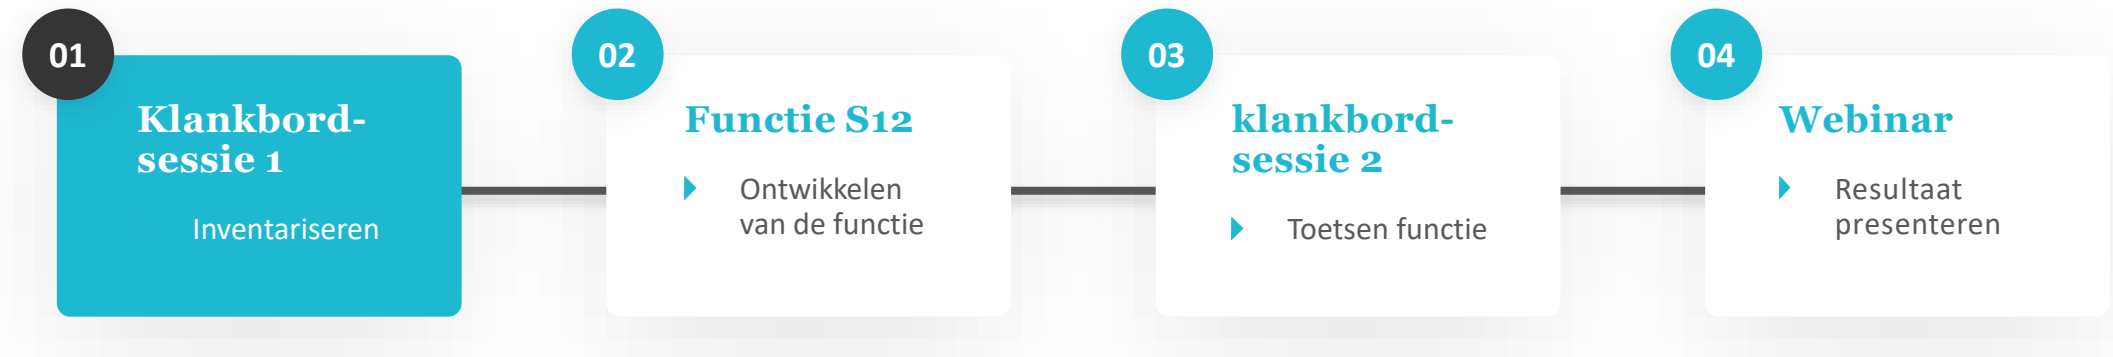 01
Klankbord-
sessie 1
Inventariseren
02
Functie S12
Ontwikkelen
van de functie
03
klankbord-
sessie 2
Toetsen functie
04
Webinar
Resultaat
presenteren